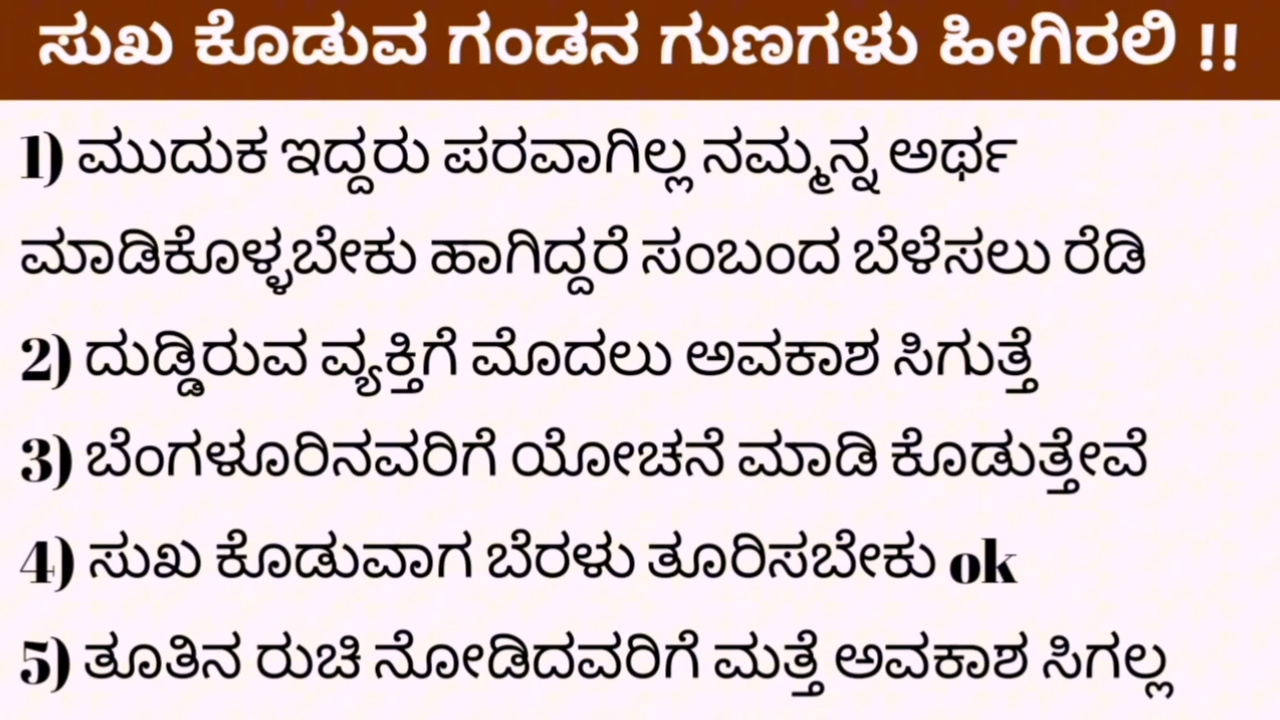 ಸುಖ ಕೊಡುವ ಗಂಡನ ಗುಣಗಳು ಹೀಗಿರಲಿ !!
1) ಮುದುಕ ಇದ್ದರು ಪರವಾಗಿಲ್ಲ ನಮ್ಮನ್ನ ಅರ್ಥ
ಮಾಡಿಕೊಳ್ಳಬೇಕು ಹಾಗಿದ್ದರೆ ಸಂಬಂದ ಬೆಳೆಸಲು ರೆಡಿ
2) ದುಡ್ಡಿರುವ ವ್ಯಕ್ತಿಗೆ ಮೊದಲು ಅವಕಾಶ ಸಿಗುತ್ತೆ
3) ಬೆಂಗಳೂರಿನವರಿಗೆ ಯೋಚನೆ ಮಾಡಿ ಕೊಡುತ್ತೇವೆ
4) ಸುಖ ಕೊಡುವಾಗ ಬೆರಳು ತೂರಿಸಬೇಕು ok
5) ತೂತಿನ ರುಚಿ ನೋಡಿದವರಿಗೆ ಮತ್ತೆ ಅವಕಾಶ ಸಿಗಲ್ಲ